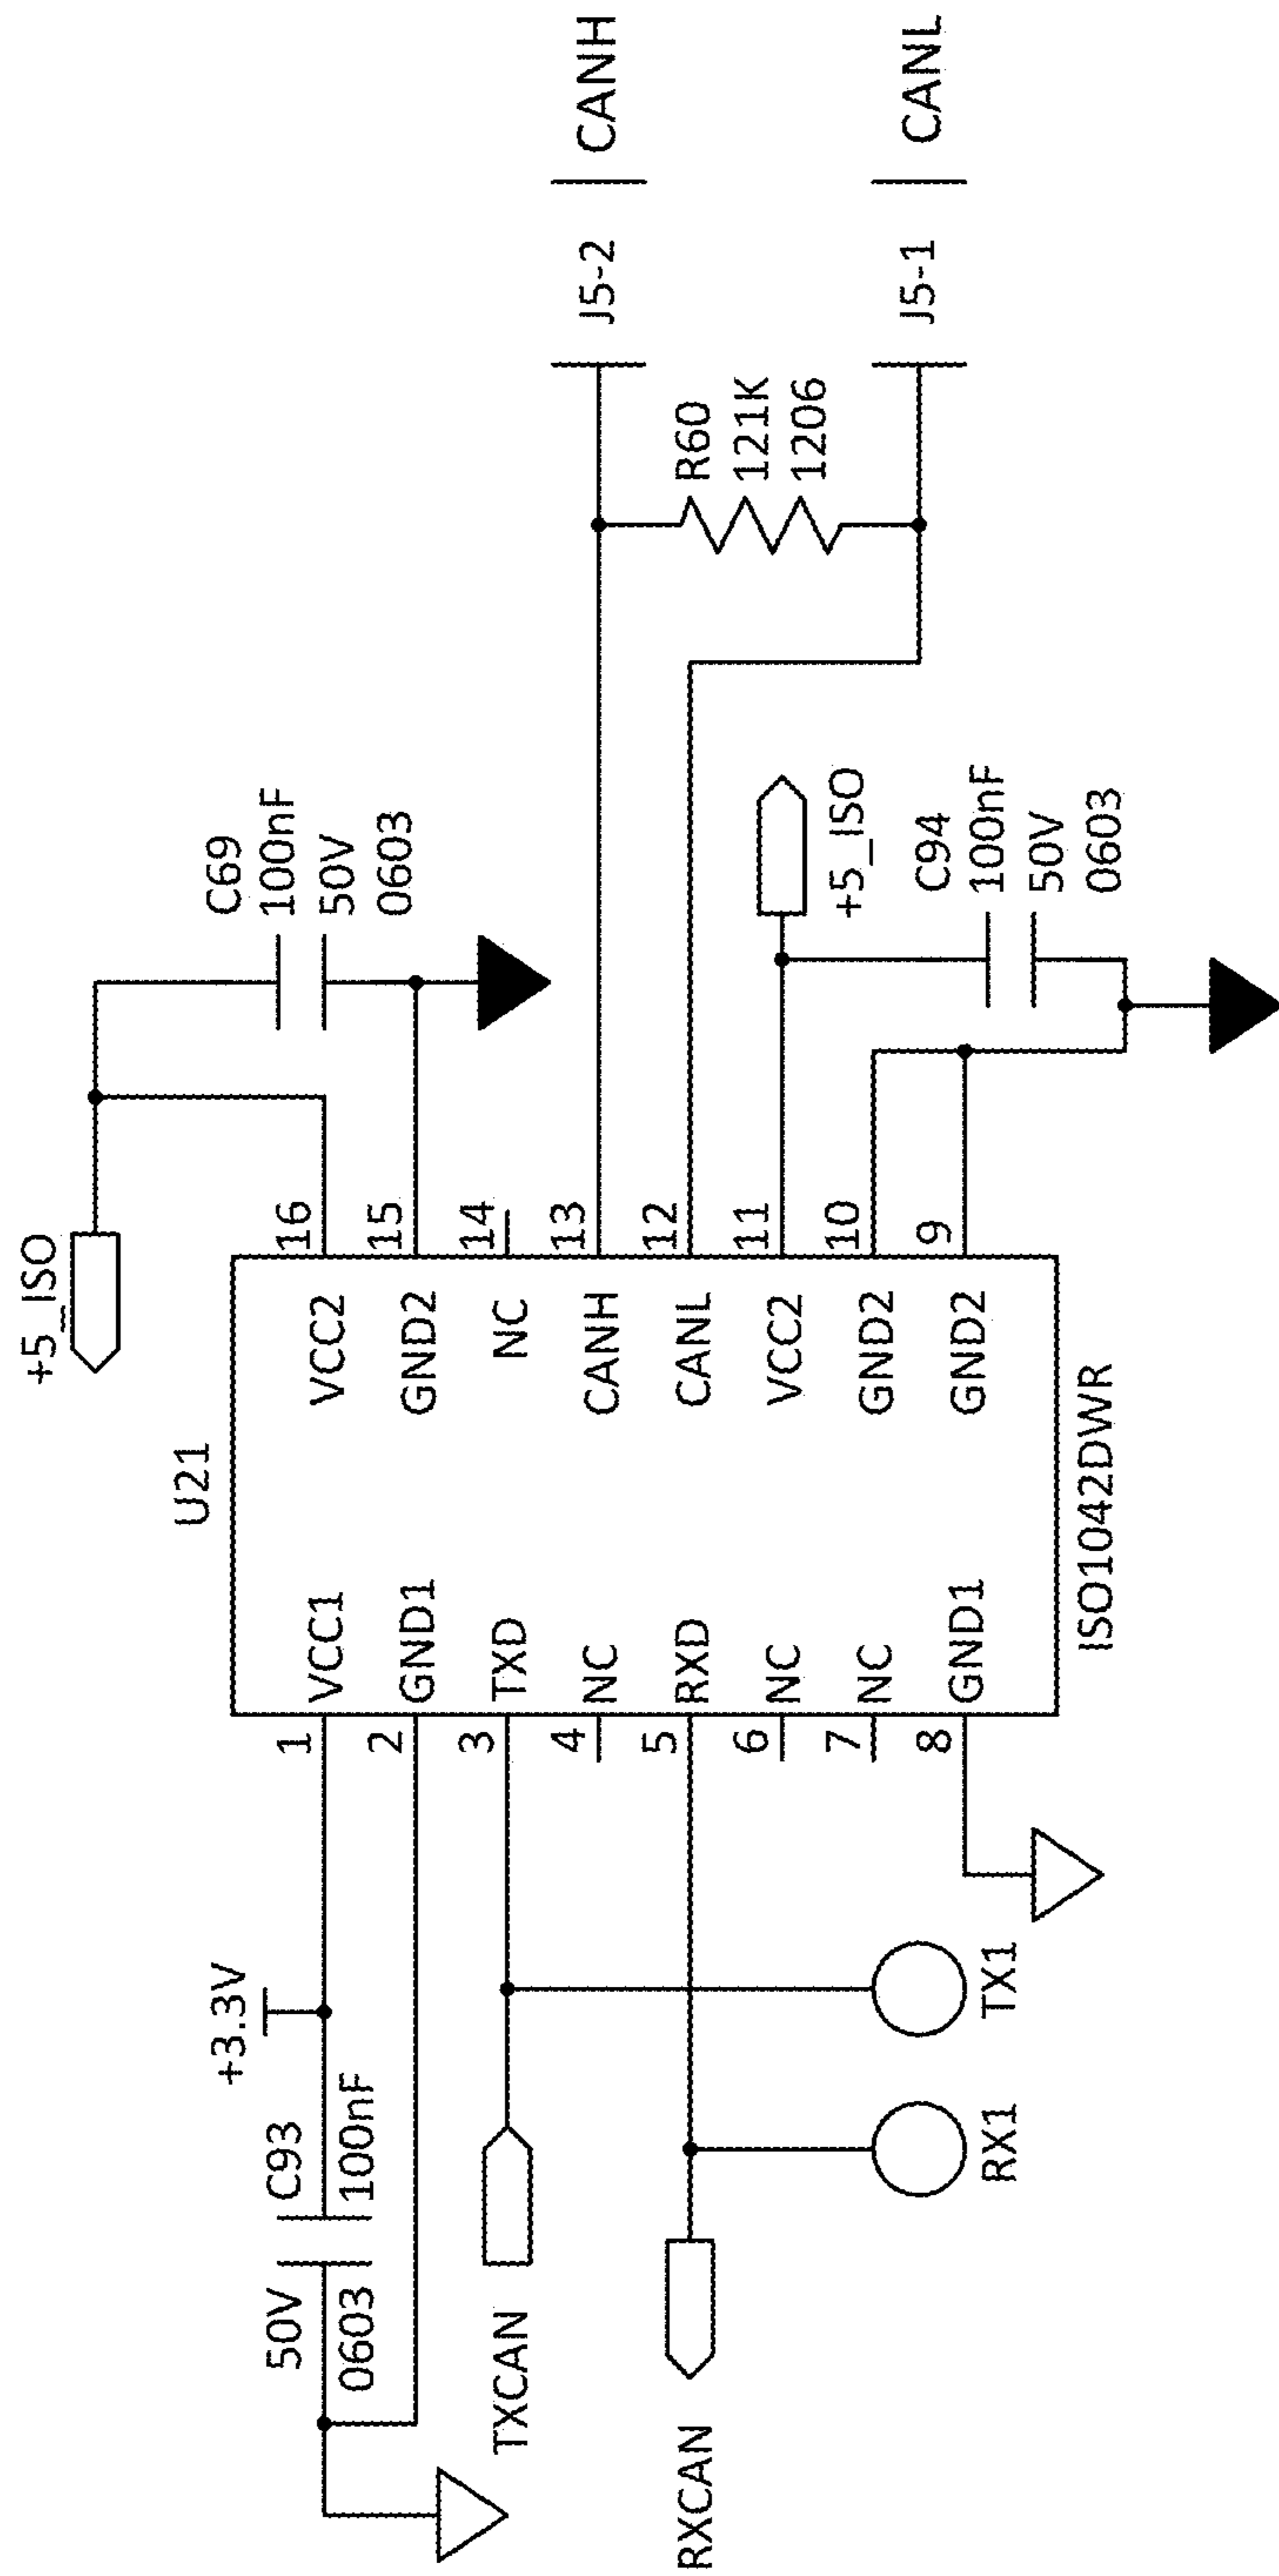 +5_ISO
C69
100nF
50V
0603
U21
+3.3V
C93
100nF
50V
0603
1
VCC1
VCC2
16
2
GND1
GND2
15
3
TXD
NC
14
4
NC
CANH
13
5
RXD
CANL
12
6
NC
VCC2
11
7
NC
GND2
10
8
GND1
GND2
9
ISO1042DWR
TXCAN
RXCAN
RX1
TX1
J5-2
CANH
R60
121K
1206
J5-1
CANL
+5_ISO
C94
100nF
50V
0603